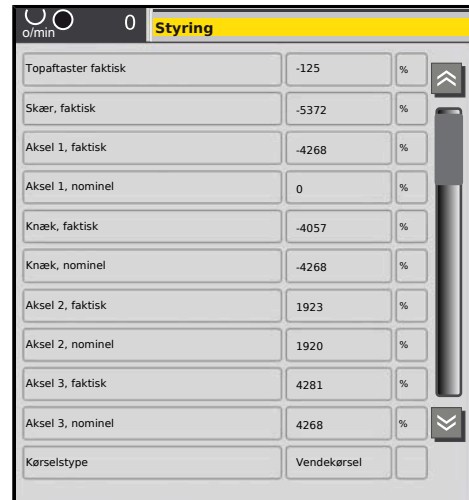 o/min 0 Styring
Topaftaster faktisk -125 %
Skær, faktisk -5372 %
Aksel 1, faktisk -4268 %
Aksel 1, nominel 0 %
Knæk, faktisk -4057 %
Knæk, nominel -4268 %
Aksel 2, faktisk 1923 %
Aksel 2, nominel 1920 %
Aksel 3, faktisk 4281 %
Aksel 3, nominel 4268 %
Kørselstype Vendekørsel